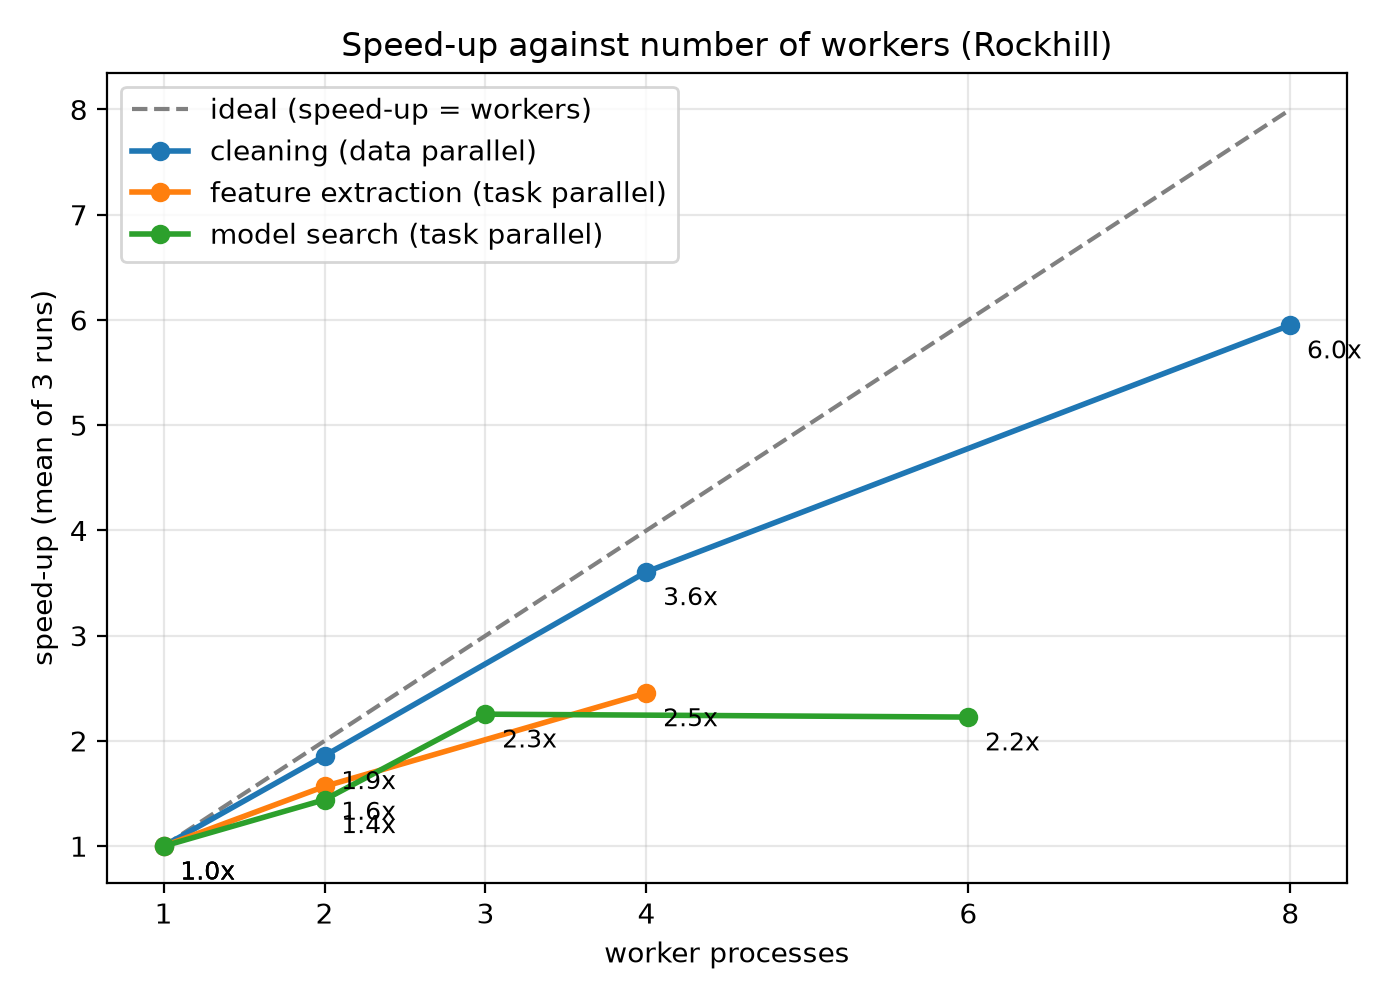 Speed-up against number of workers (Rockhill)
ideal (speed-up = workers)
cleaning (data parallel)
feature extraction (task parallel)
model search (task parallel)
speed-up (mean of 3 runs)
8
7
6
5
4
3
2
1
6.0x
3.6x
2.5x
2.3x
2.2x
1.9x
1.6x
1.4x
1.0x
1 2 3 4 6 8
worker processes